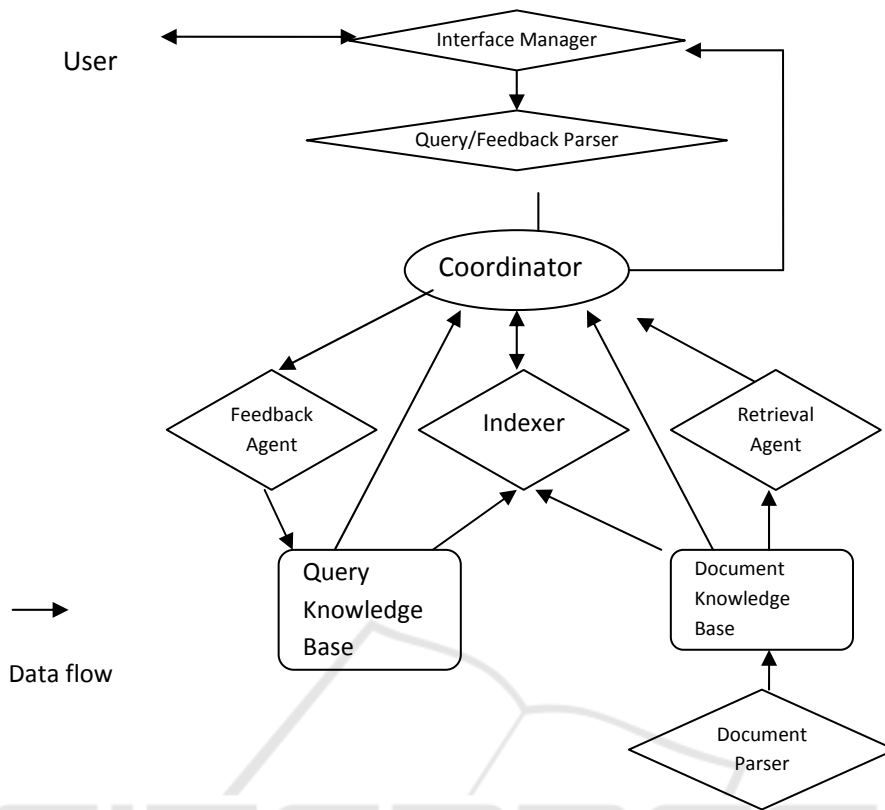 Interface Manager
User
Query/Feedback Parser
Coordinator
Feedback
Agent
Indexer
Retrieval
Agent
Query
Knowledge
Base
Document
Knowledge
Base
Data flow
Document
Parser